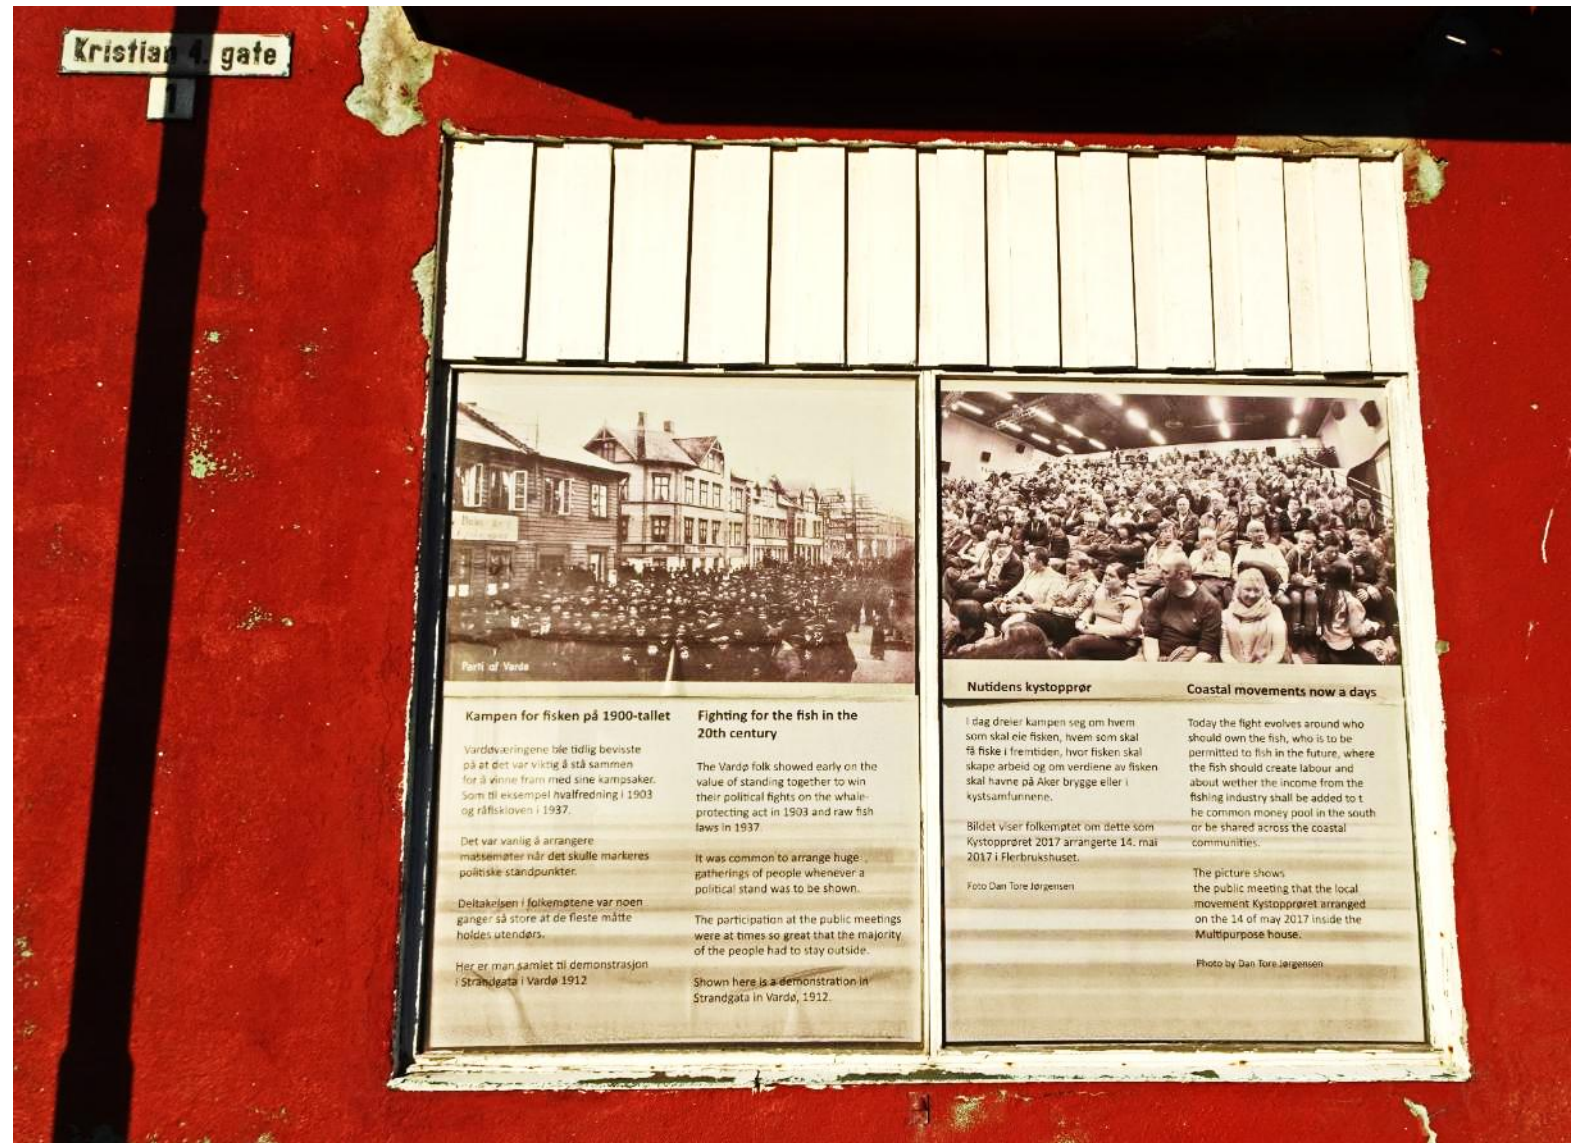 Kristian 4. gate
1
Parti af Vardø
Kampen for fisken på 1900-tallet
Vardøværingene ble tidlig bevisste
på at det var viktig å stå sammen
for å vinne fram med sine kampsaker.
Som til eksempel hvalfredning i 1903
og råfiskloven i 1937.
Det var vanlig å arrangere
massemøter når det skulle markeres
politiske standpunkter.
Deltakelsen i folkemøtene var noen
ganger så store at de fleste måtte
holdes utendørs.
Her er man samlet til demonstrasjon
i Strandgata i Vardø 1912
Fighting for the fish in the
20th century
The Vardø folk showed early on the
value of standing together to win
their political fights on the whale-
protecting act in 1903 and raw fish
laws in 1937.
It was common to arrange huge
gatherings of people whenever a
political stand was to be shown.
The participation at the public meetings
were at times so great that the majority
of the people had to stay outside.
Shown here is a demonstration in
Strandgata in Vardø, 1912.
Nutidens kystopprør
I dag dreier kampen seg om hvem
som skal eie fisken, hvem som skal
få fiske i fremtiden, hvor fisken skal
skape arbeid og om verdiene av fisken
skal havne på Aker brygge eller i
kystsamfunnene.
Bildet viser folkemøtet om dette som
Kystopprøret 2017 arrangerte 14. mai
2017 i Flerbrukshuset.
Foto Dan Tore Jørgensen
Coastal movements now a days
Today the fight evolves around who
should own the fish, who is to be
permitted to fish in the future, where
the fish should create labour and
about wether the income from the
fishing industry shall be added to t
he common money pool in the south
or be shared across the coastal
communities.
The picture shows
the public meeting that the local
movement Kystopprøret arranged
on the 14 of may 2017 inside the
Multipurpose house.
Photo by Dan Tore Jørgensen